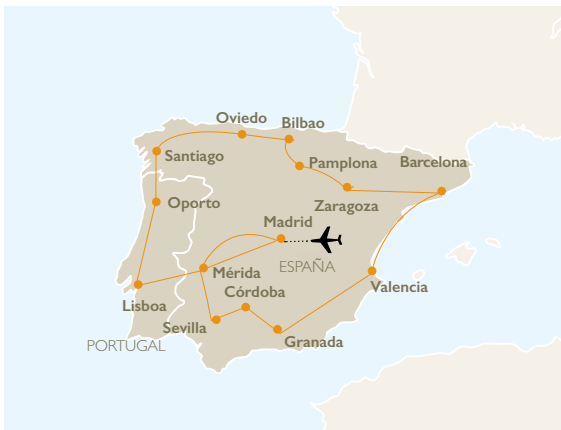 Oviedo
Bilbao
Santiago
Pamplona
Barcelona
Oporto
Zaragoza
Madrid
ESPAÑA
Mérida
Córdoba
Valencia
Lisboa
Sevilla
Granada
PORTUGAL